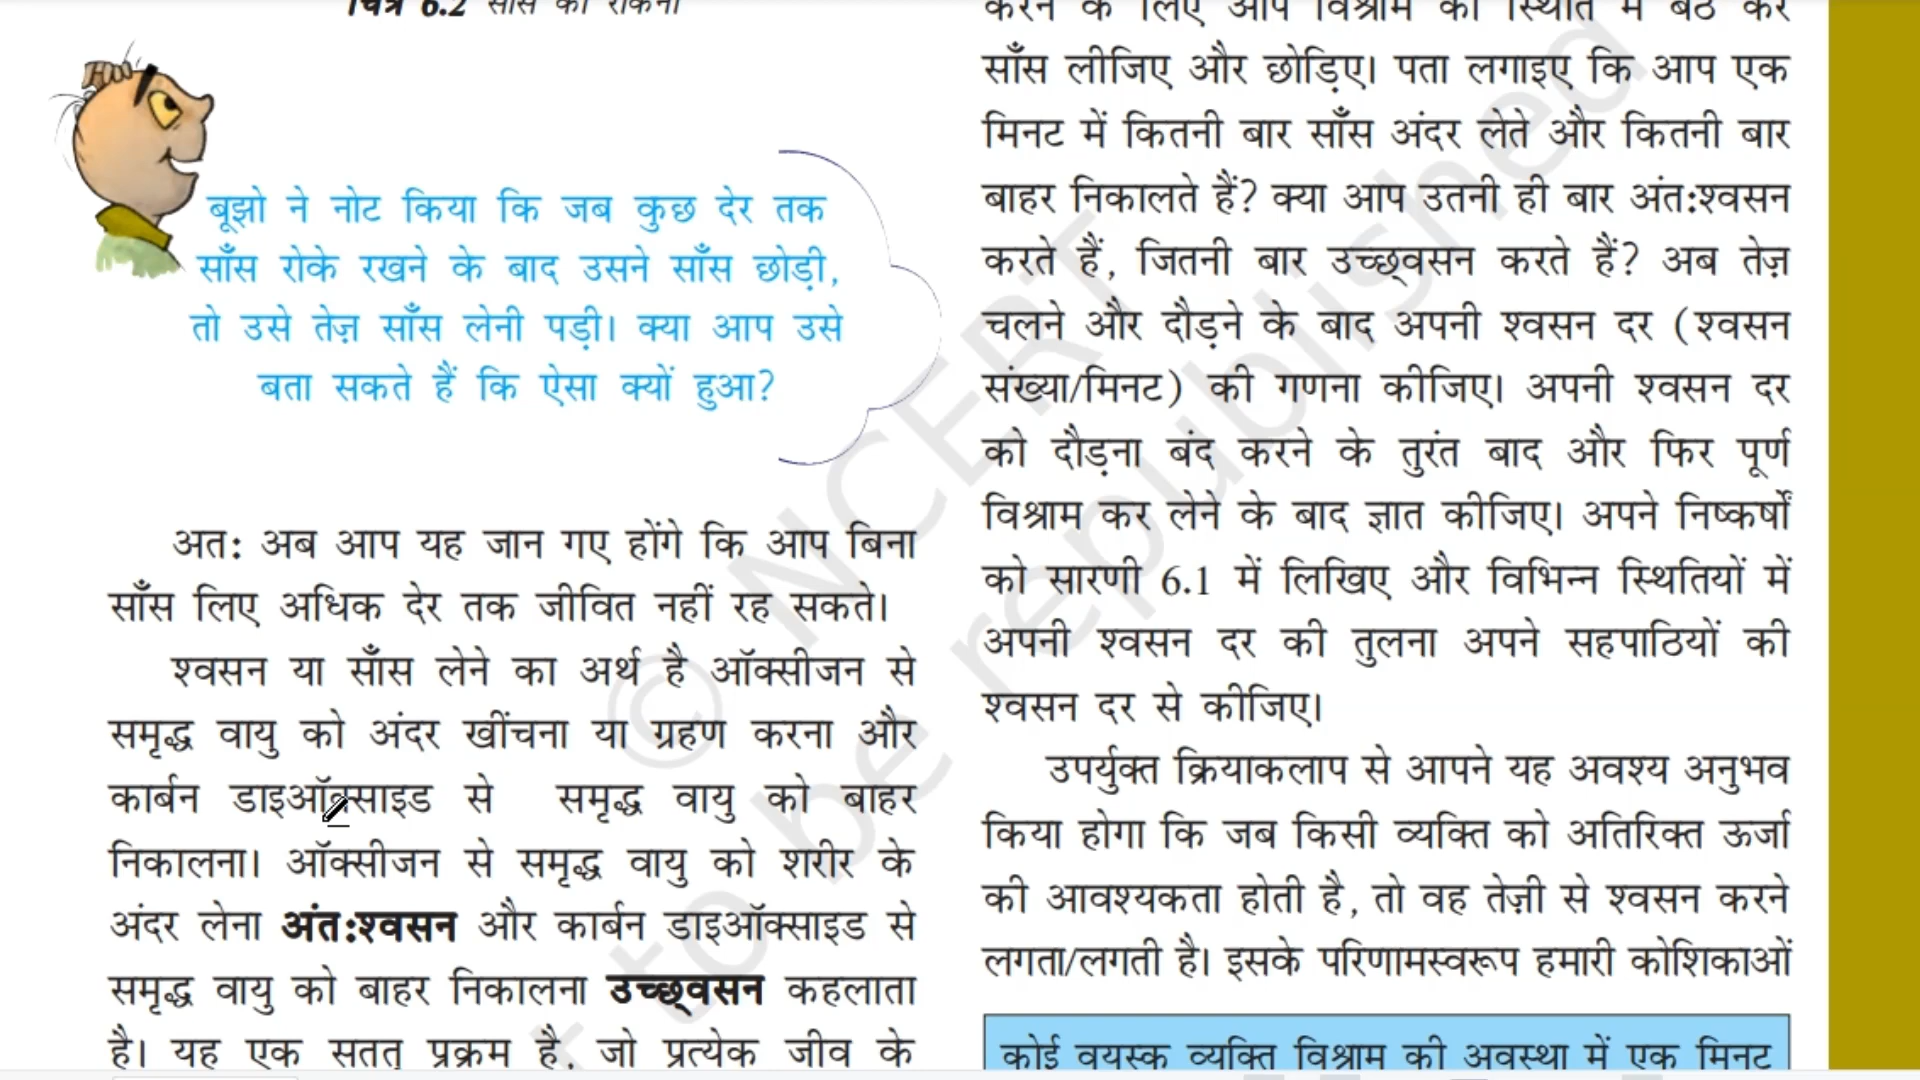 चित्र 6.2 साँस को रोकना
बूझो ने नोट किया कि जब कुछ देर तक
साँस रोके रखने के बाद उसने साँस छोड़ी,
तो उसे तेज़ साँस लेनी पड़ी। क्या आप उसे
बता सकते हैं कि ऐसा क्यों हुआ?
अत: अब आप यह जान गए होंगे कि आप बिना
साँस लिए अधिक देर तक जीवित नहीं रह सकते।
श्वसन या साँस लेने का अर्थ है ऑक्सीजन से
समृद्ध वायु को अंदर खींचना या ग्रहण करना और
कार्बन डाइऑक्साइड से समृद्ध वायु को बाहर
निकालना। ऑक्सीजन से समृद्ध वायु को शरीर के
अंदर लेना अंत:श्वसन और कार्बन डाइऑक्साइड से
समृद्ध वायु को बाहर निकालना उच्छ्वसन कहलाता
है। यह एक सतत् प्रक्रम है, जो प्रत्येक जीव के
करने के लिए आप विश्राम की स्थिति में बैठ कर
साँस लीजिए और छोड़िए। पता लगाइए कि आप एक
मिनट में कितनी बार साँस अंदर लेते और कितनी बार
बाहर निकालते हैं? क्या आप उतनी ही बार अंत:श्वसन
करते हैं, जितनी बार उच्छ्वसन करते हैं? अब तेज़
चलने और दौड़ने के बाद अपनी श्वसन दर (श्वसन
संख्या/मिनट) की गणना कीजिए। अपनी श्वसन दर
को दौड़ना बंद करने के तुरंत बाद और फिर पूर्ण
विश्राम कर लेने के बाद ज्ञात कीजिए। अपने निष्कर्षों
को सारणी 6.1 में लिखिए और विभिन्न स्थितियों में
अपनी श्वसन दर की तुलना अपने सहपाठियों की
श्वसन दर से कीजिए।
उपर्युक्त क्रियाकलाप से आपने यह अवश्य अनुभव
किया होगा कि जब किसी व्यक्ति को अतिरिक्त ऊर्जा
की आवश्यकता होती है, तो वह तेज़ी से श्वसन करने
लगता/लगती है। इसके परिणामस्वरूप हमारी कोशिकाओं
कोई वयस्क व्यक्ति विश्राम की अवस्था में एक मिनट
© NCERT
t to be republished